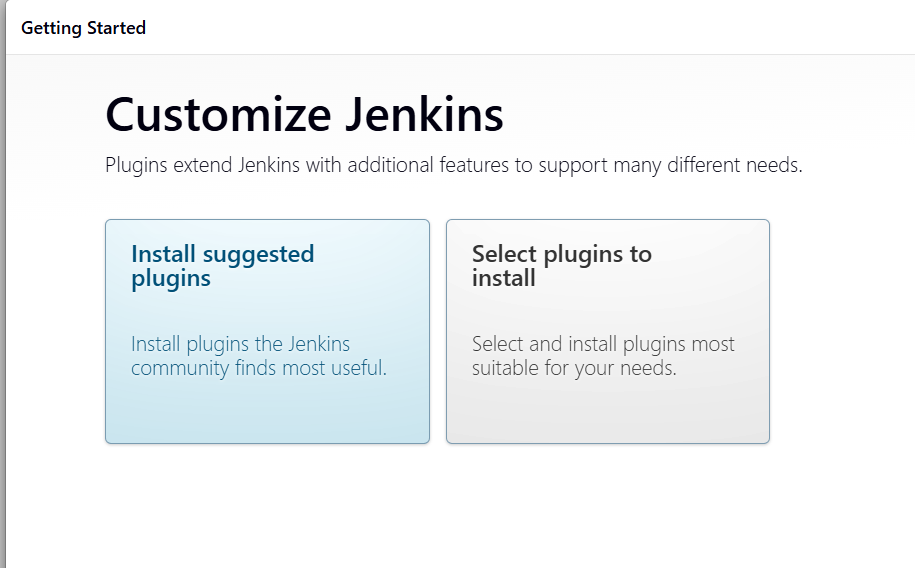 Getting Started
Customize Jenkins
Plugins extend Jenkins with additional features to support many different needs.
Install suggested
plugins
Install plugins the Jenkins
community finds most useful.
Select plugins to
install
Select and install plugins most
suitable for your needs.